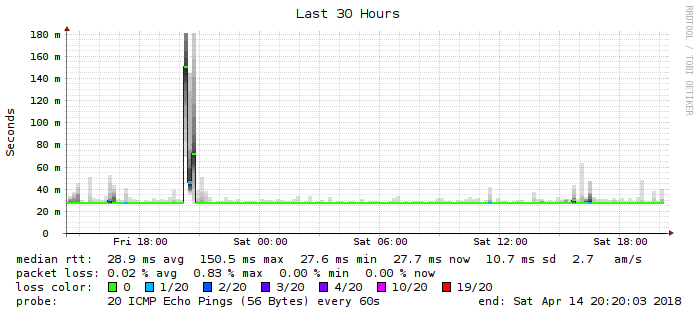 Last 30 Hours
RRDTOOL / TOBI OETIKER
Seconds
180 m
160 m
140 m
120 m
100 m
80 m
60 m
40 m
20 m
0
Fri 18:00 Sat 00:00 Sat 06:00 Sat 12:00 Sat 18:00
median rtt: 28.9 ms avg 150.5 ms max 27.6 ms min 27.7 ms now 10.7 ms sd 2.7 am/s
packet loss: 0.02 % avg 0.83 % max 0.00 % min 0.00 % now
loss color: 0 1/20 2/20 3/20 4/20 10/20 19/20
probe: 20 ICMP Echo Pings (56 Bytes) every 60s end: Sat Apr 14 20:20:03 2018